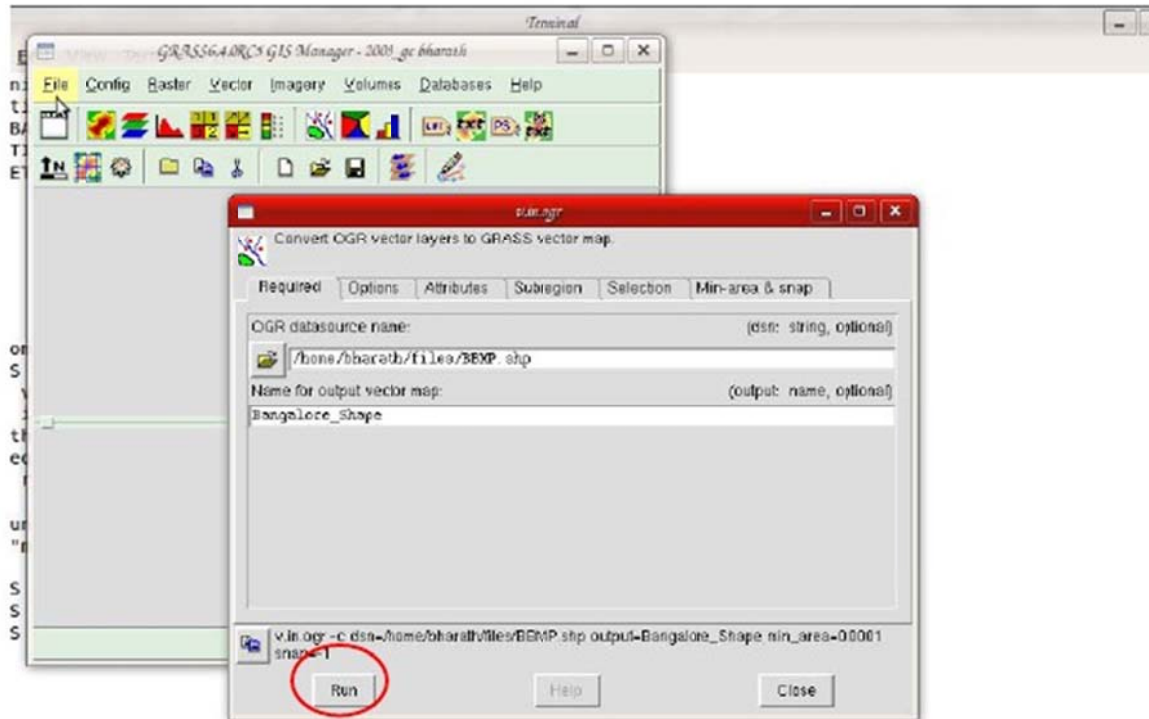 Terminal
GRASS6.4.0RC5 GIS Manager - 2009_gc bharath
File Config Raster Vector Imagery Volumes Databases Help
v.in.ogr
Convert OGR vector layers to GRASS vector map.
Required Options Attributes Subregion Selection Min-area & snap
OGR datasource name: (dsn: string, optional)
/home/bharath/files/BBMP.shp
Name for output vector map: (output: name, optional)
Bangalore_Shape
v.in.ogr -c dsn=/home/bharath/files/BBMP.shp output=Bangalore_Shape min_area=0.0001
snap=-1
Run Help Close